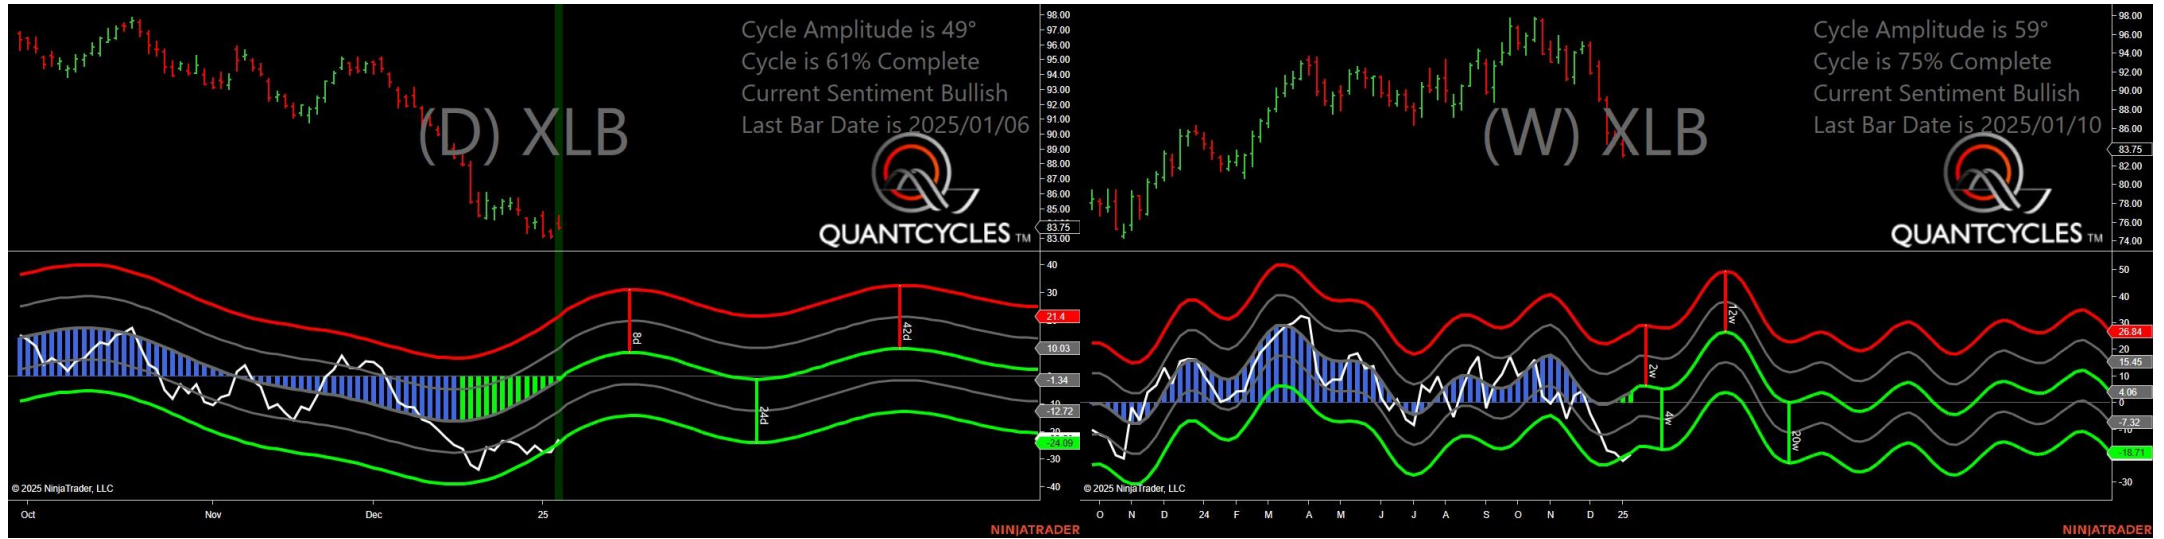 Cycle Amplitude is 49°
Cycle is 61% Complete
Current Sentiment Bullish
Last Bar Date is 2025/01/06
(D) XLB
QUANTCYCLES TM
98.00
96.00
95.00
94.00
93.00
92.00
91.00
90.00
89.00
88.00
87.00
86.00
85.00
83.75
83.00
40
30
21.4
10.03
-1.34
-12.72
-24.09
-30
-40
8d
24d
42d
© 2025 NinjaTrader, LLC
Oct
Nov
Dec
25
NINJATRADER
Cycle Amplitude is 59°
Cycle is 75% Complete
Current Sentiment Bullish
Last Bar Date is 2025/01/10
(W) XLB
QUANTCYCLES TM
98.00
96.00
94.00
92.00
90.00
88.00
86.00
83.75
82.00
80.00
78.00
76.00
74.00
50
40
30
26.84
20
15.45
10
4.06
0
-7.32
-10
-18.71
-30
2w
4w
12w
20w
© 2025 NinjaTrader, LLC
O N D 24 F M A M J J A S O N D 25
NINJATRADER